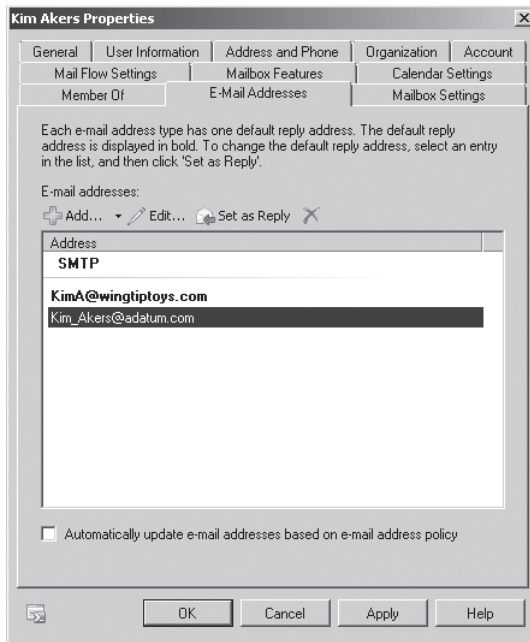 Kim Akers Properties
General User Information Address and Phone Organization Account
Mail Flow Settings Mailbox Features Calendar Settings
Member Of E-Mail Addresses Mailbox Settings
Each e-mail address type has one default reply address. The default reply
address is displayed in bold. To change the default reply address, select an entry
in the list, and then click 'Set as Reply'.
E-mail addresses:
Add... Edit... Set as Reply
Address
SMTP
KimA@wingtiptoys.com
Kim_Akers@adatum.com
Automatically update e-mail addresses based on e-mail address policy
OK Cancel Apply Help